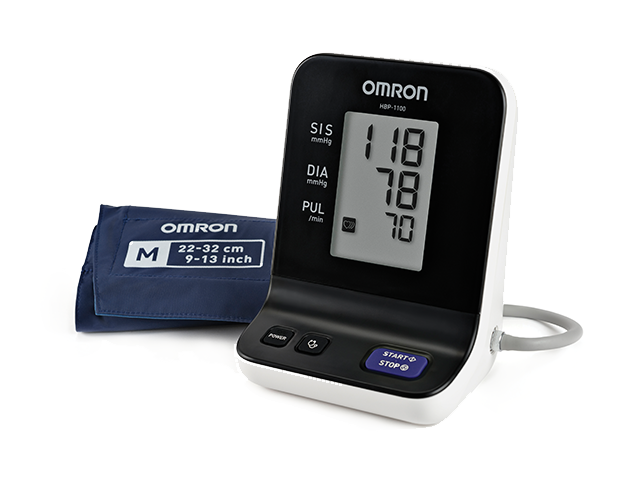 OMRON
HBP-1100
SIS
mmHg
118
DIA
mmHg
78
PUL
/min
70
OMRON
M
22-32 cm
9-13 inch
POWER
START
STOP